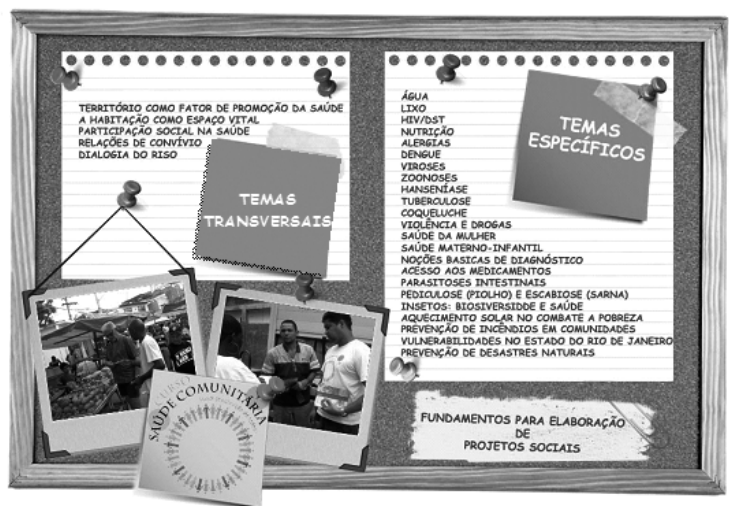 TERRITÓRIO COMO FATOR DE PROMOÇÃO DA SAÚDE
A HABITAÇÃO COMO ESPAÇO VITAL
PARTICIPAÇÃO SOCIAL NA SAÚDE
RELAÇÕES DE CONVÍVIO
DIALOGIA DO RISO
TEMAS
TRANSVERSAIS
ÁGUA
LIXO
HIV/DST
NUTRIÇÃO
ALERGIAS
DENGUE
VIROSES
ZOONOSES
HANSENÍASE
TUBERCULOSE
COQUELUCHE
VIOLÊNCIA E DROGAS
SAÚDE DA MULHER
SAÚDE MATERNO-INFANTIL
NOÇÕES BASICAS DE DIAGNÓSTICO
ACESSO AOS MEDICAMENTOS
PARASITOSES INTESTINAIS
PEDICULOSE (PIOLHO) E ESCABIOSE (SARNA)
INSETOS: BIOSIVERSIDDE E SAÚDE
AQUECIMENTO SOLAR NO COMBATE A POBREZA
PREVENÇÃO DE INCÊNDIOS EM COMUNIDADES
VULNERABILIDADES NO ESTADO DO RIO DE JANEIRO
PREVENÇÃO DE DESASTRES NATURAIS
TEMAS
ESPECÍFICOS
CURSO
SAÚDE COMUNITÁRIA
FUNDAMENTOS PARA ELABORAÇÃO
DE
PROJETOS SOCIAIS